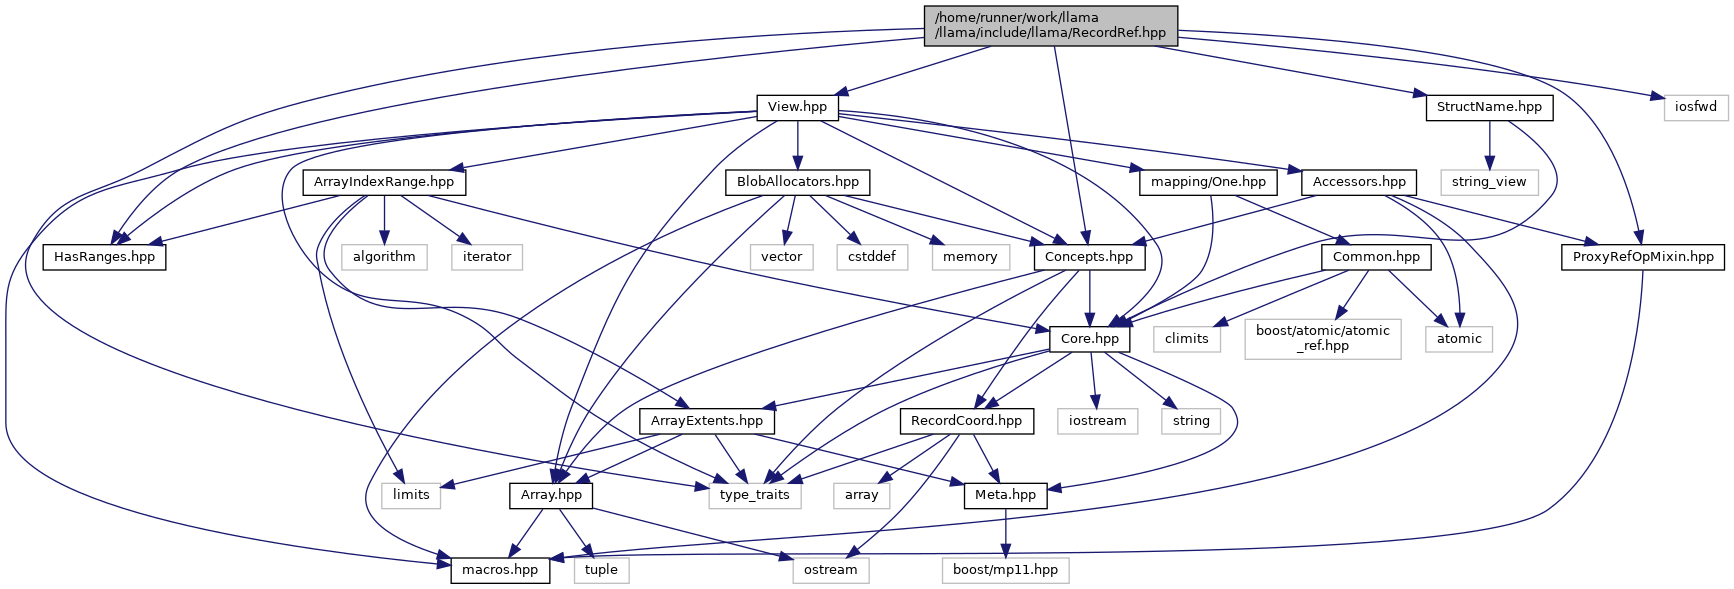 /home/runner/work/llama
/llama/include/llama/RecordRef.hpp
View.hpp
StructName.hpp
iosfwd
ArrayIndexRange.hpp
BlobAllocators.hpp
mapping/One.hpp
Accessors.hpp
string_view
HasRanges.hpp
algorithm
iterator
vector
cstddef
memory
Concepts.hpp
Common.hpp
ProxyRefOpMixin.hpp
Core.hpp
climits
boost/atomic/atomic
_ref.hpp
atomic
ArrayExtents.hpp
RecordCoord.hpp
iostream
string
limits
Array.hpp
type_traits
array
Meta.hpp
macros.hpp
tuple
ostream
boost/mp11.hpp